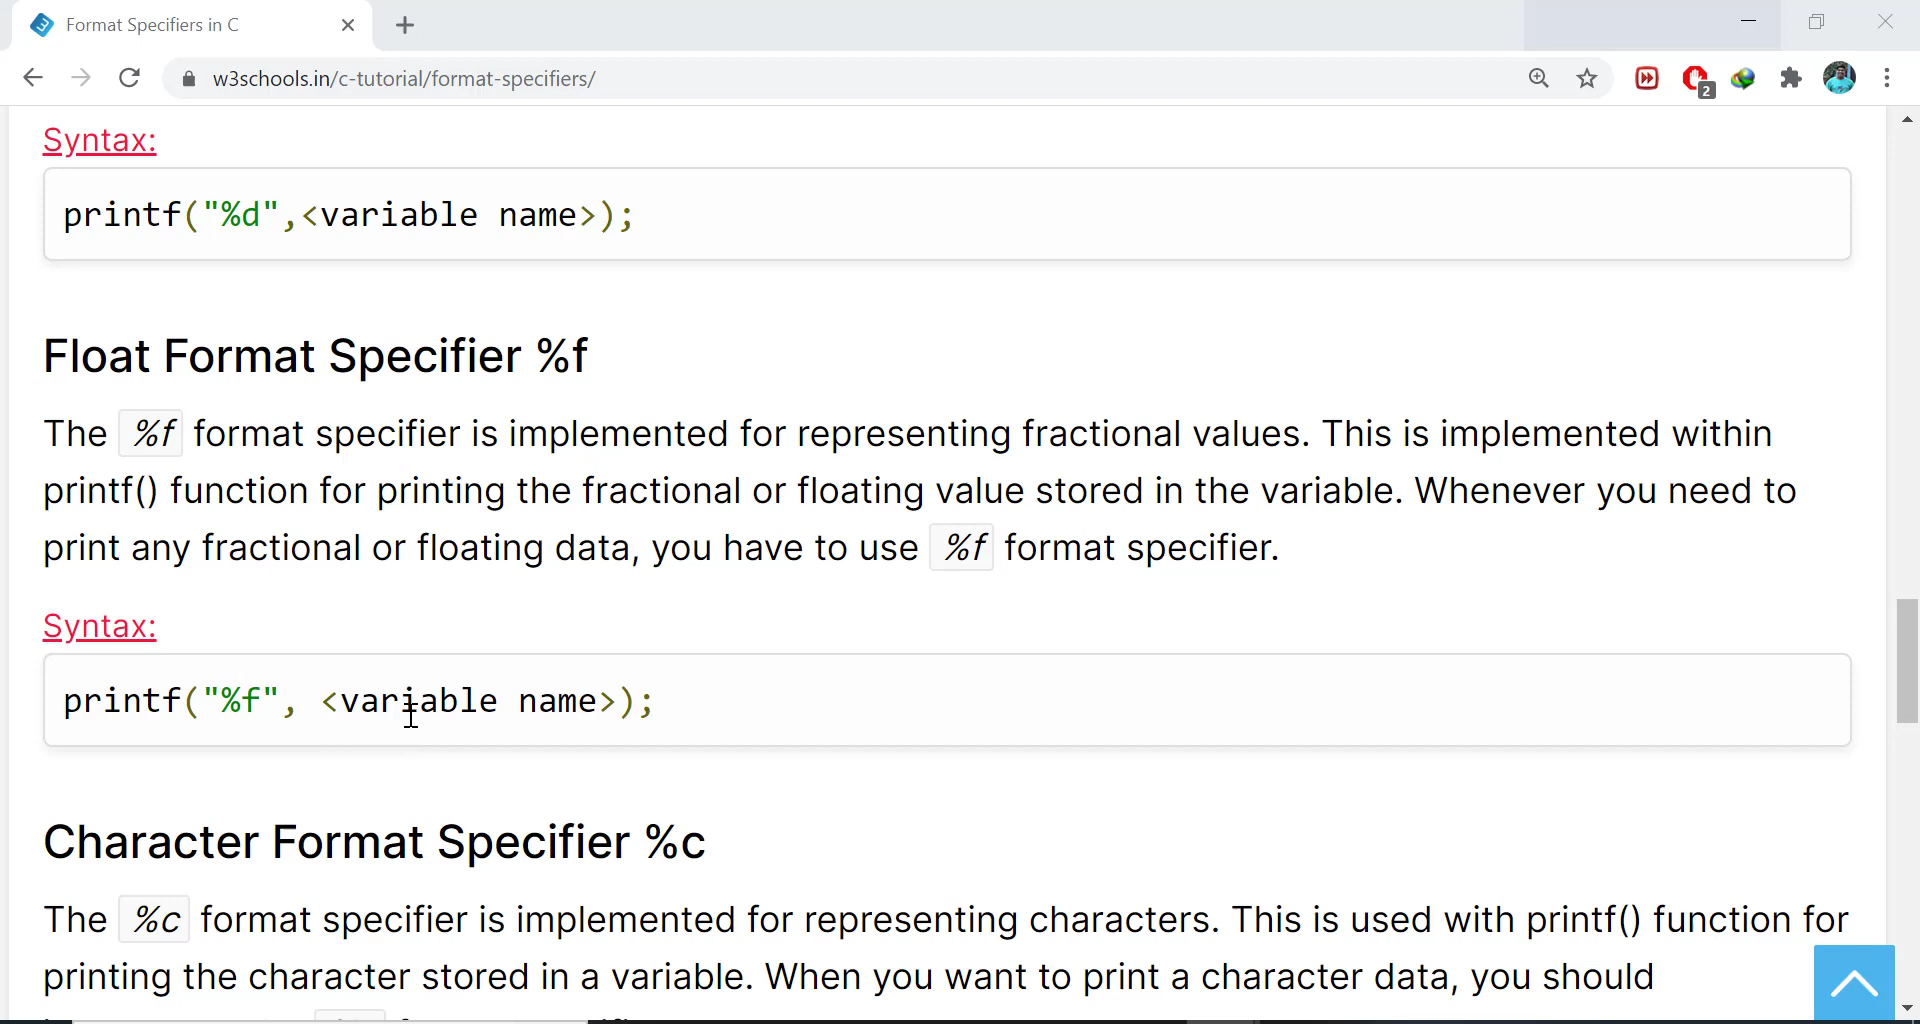 Format Specifiers in C
w3schools.in/c-tutorial/format-specifiers/
2
Syntax:
printf("%d",<variable name>);
Float Format Specifier %f
The %f format specifier is implemented for representing fractional values. This is implemented within
printf() function for printing the fractional or floating value stored in the variable. Whenever you need to
print any fractional or floating data, you have to use %f format specifier.
Syntax:
printf("%f", <variable name>);
Character Format Specifier %c
The %c format specifier is implemented for representing characters. This is used with printf() function for
printing the character stored in a variable. When you want to print a character data, you should